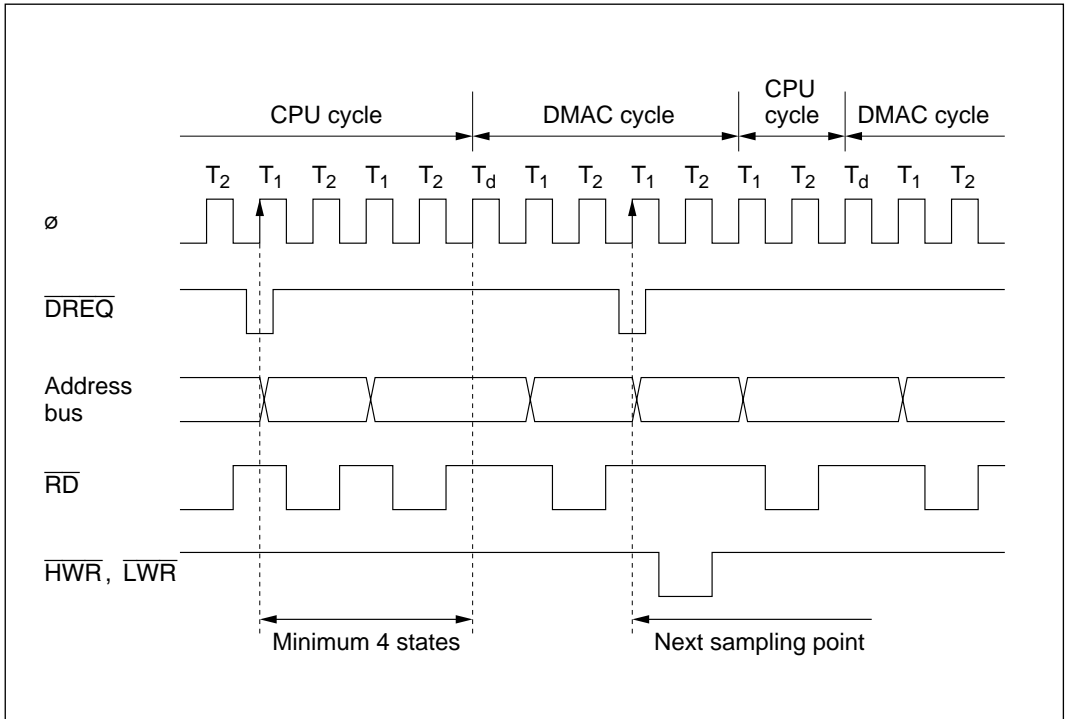 CPU cycle DMAC cycle CPU cycle DMAC cycle
T2 T1 T2 T1 T2 Td T1 T2 T1 T2 T1 T2 Td T1 T2
ø
DREQ
Address
bus
RD
HWR, LWR
Minimum 4 states Next sampling point